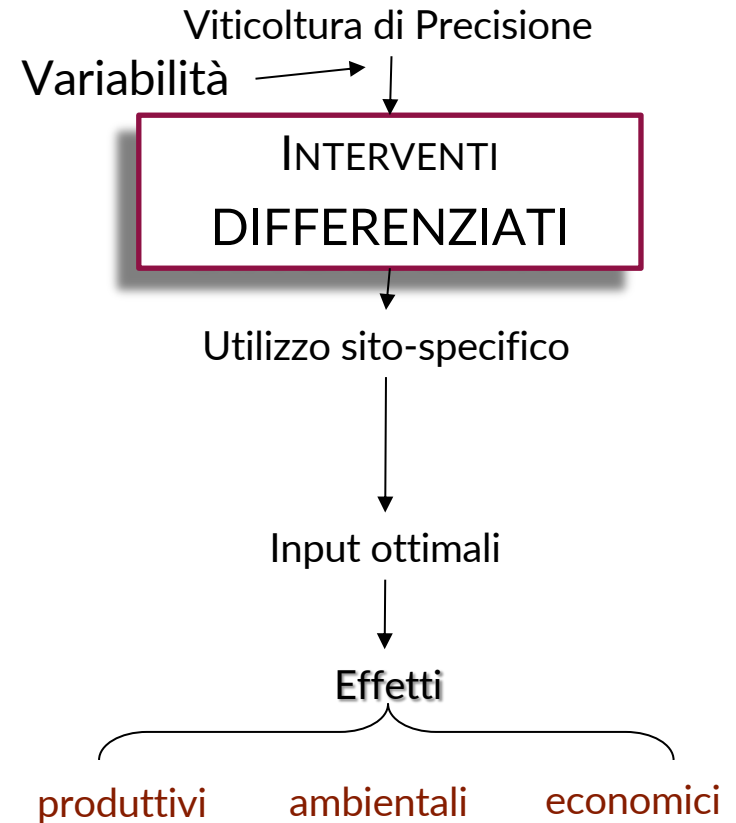 Viticoltura di Precisione
Variabilità
INTERVENTI
DIFFERENZIATI
Utilizzo sito-specifico
Input ottimali
Effetti
produttivi ambientali economici